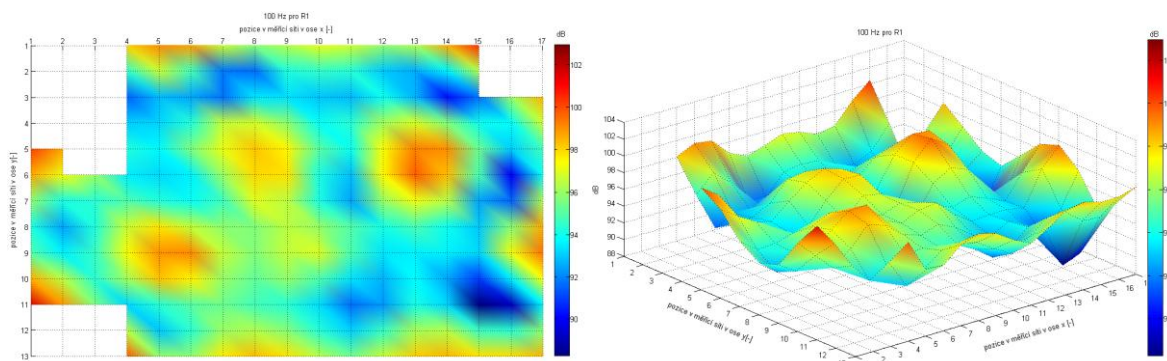 100 Hz pro R1
pozice v měřící síti v ose x [-]
1 2 4 5 6 7 8 9 10 11 12 13 14 15 16 17
dB
1
2
3
4
5
6
7
8
9
10
11
12
13
pozice v měřící síti v ose y[-]
102
100
98
96
94
92
90
100 Hz pro R1
dB
104
102
100
98
96
94
92
90
88
dB
1 2 3 4 5 6 7 8 9 10 11 12
pozice v měřící síti v ose y[-]
2 3 4 5 6 7 8 9 10 11 12 13 14 15 16
pozice v měřící síti v ose x [-]